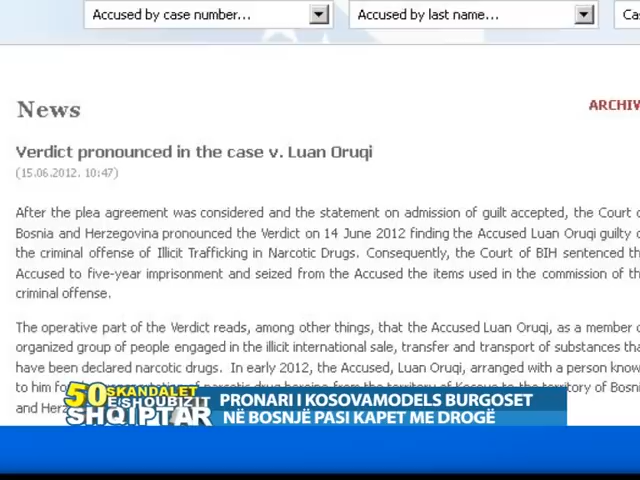 Accused by case number...
Accused by last name...
News
Verdict pronounced in the case v. Luan Oruqi
(15.06.2012. 10:47)
After the plea agreement was considered and the statement on admission of guilt accepted, the Court
Bosnia and Herzegovina pronounced the Verdict on 14 June 2012 finding the Accused Luan Oruqi guilty
the criminal offense of Illicit Trafficking in Narcotic Drugs. Consequently, the Court of BIH sentenced
Accused to five-year imprisonment and seized from the Accused the items used in the commission of
criminal offense.
The operative part of the Verdict reads, among other things, that the Accused Luan Oruqi, as a member
organized group of people engaged in the illicit international sale, transfer and transport of substances
have been declared narcotic drugs. In early 2012, the Accused, Luan Oruqi, arranged with a person
to him
and
50 SKANDALET
E SHOUBIZIT
SHQIPTAR
PRONARI I KOSOVAMODELS BURGOSET
NË BOSNJË PASI KAPET ME DROGË